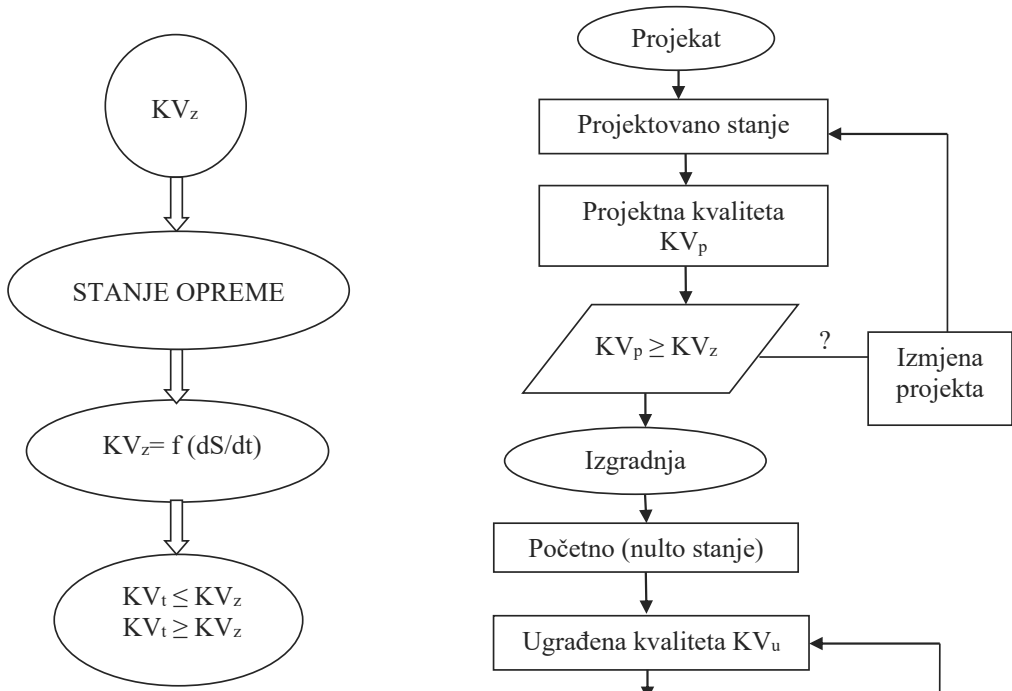 KVz
STANJE OPREME
KVz= f (dS/dt)
KVt ≤ KVz
KVt ≥ KVz
Projekat
Projektovano stanje
Projektna kvaliteta
KVp
KVp ≥ KVz
?
Izmjena
projekta
Izgradnja
Početno (nulto stanje)
Ugrađena kvaliteta KVu